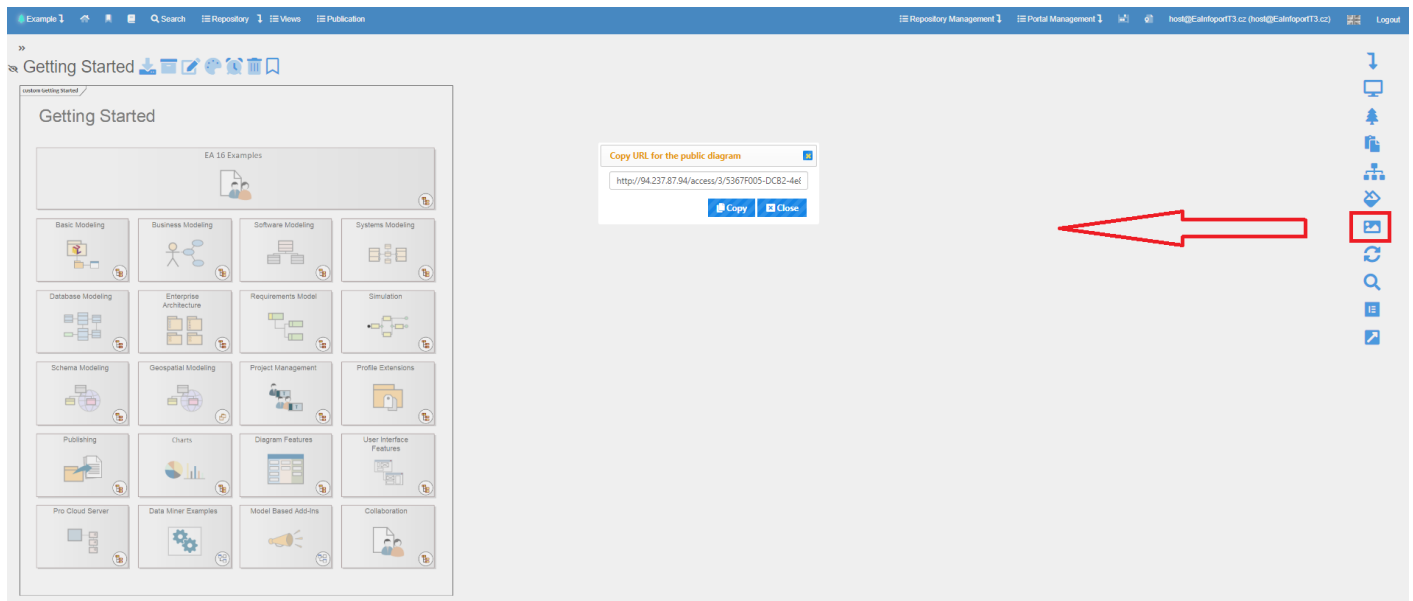 Example
Search
Repository
Views
Publication
Repository Management
Portal Management
host@EaInfoportT3.cz (host@EaInfoportT3.cz)
Logout
»
Getting Started
custom Getting Started
Getting Started
EA 16 Examples
Basic Modeling
Business Modeling
Software Modeling
Systems Modeling
Database Modeling
Enterprise
Architecture
Requirements Model
Simulation
Schema Modeling
Geospatial Modeling
Project Management
Profile Extensions
Publishing
Charts
Diagram Features
User Interface
Features
Pro Cloud Server
Data Miner Examples
Model Based Add-Ins
Collaboration
Copy URL for the public diagram
http://94.237.87.94/access/3/5367F005-DCB2-4e8
Copy
Close